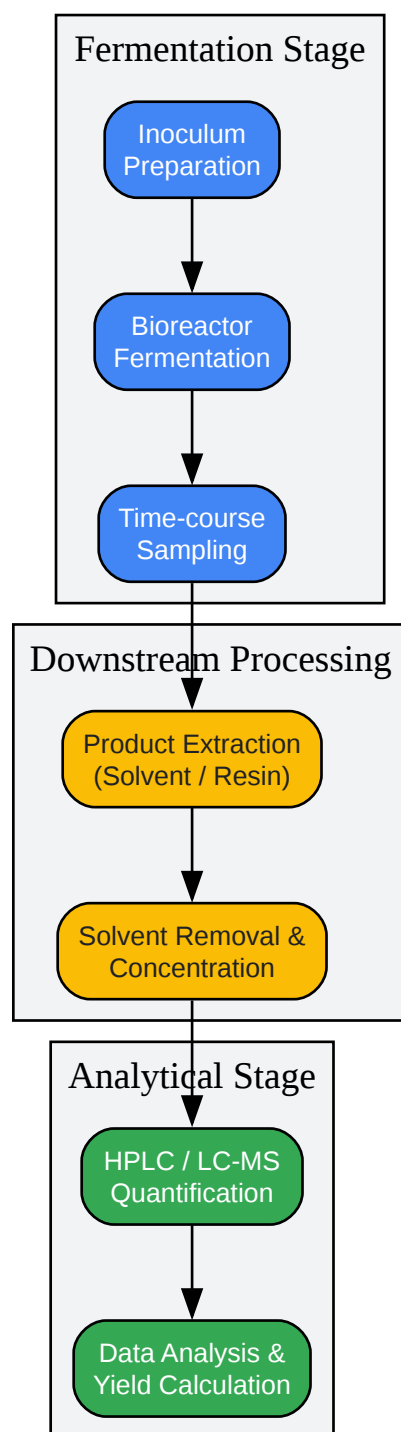 Fermentation Stage
Inoculum
Preparation
Bioreactor
Fermentation
Time-course
Sampling
Downstream Processing
Product Extraction
(Solvent / Resin)
Solvent Removal &
Concentration
Analytical Stage
HPLC / LC-MS
Quantification
Data Analysis &
Yield Calculation